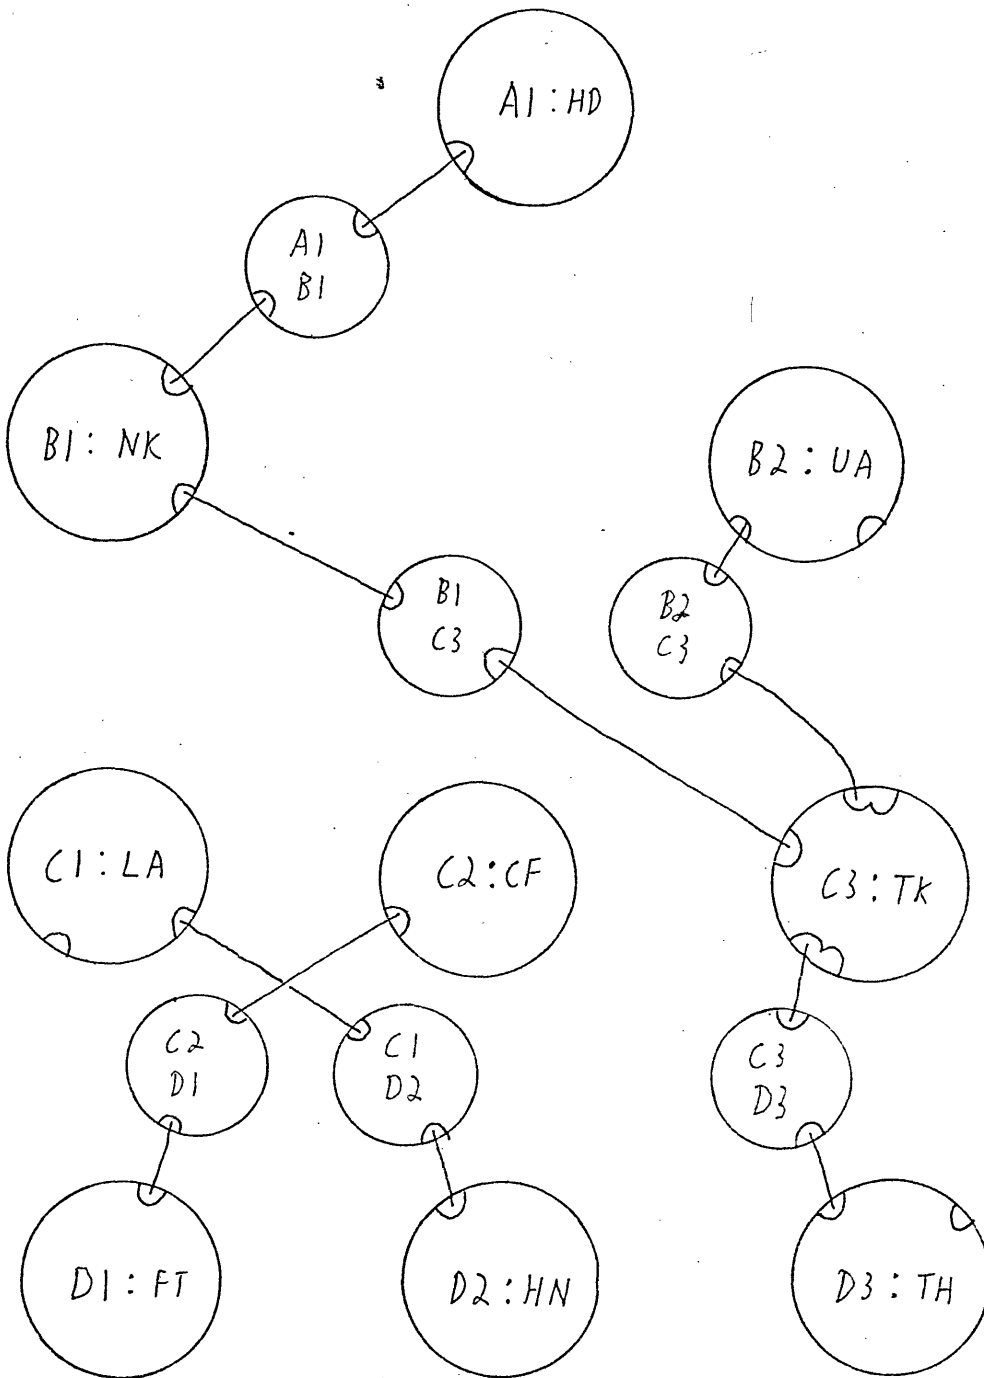 A1:HD
A1
B1
B1: NK
B2:UA
B1
C3
B2
C3
C1:LA
C2:CF
C3:TK
C2
D1
C1
D2
C3
D3
D1:FT
D2:HN
D3:TH